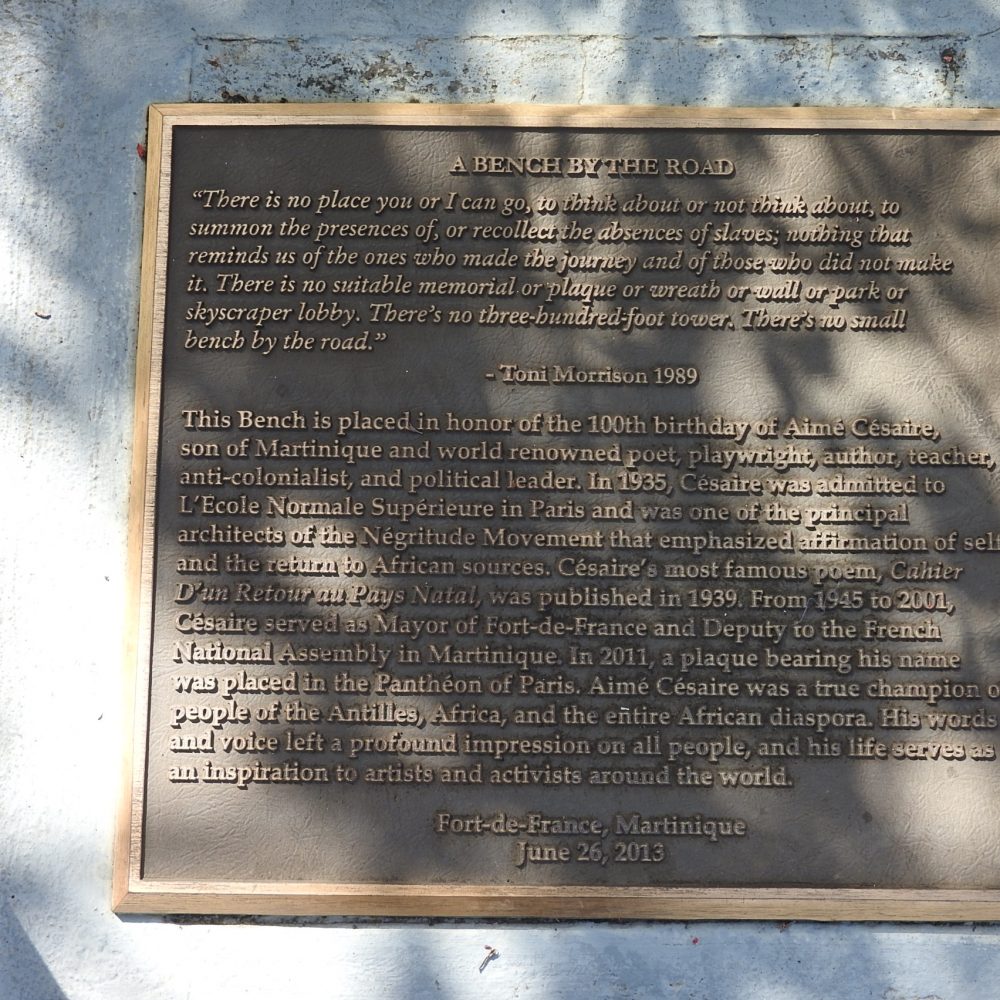 A BENCH BY THE ROAD
“There is no place you or I can go, to think about or not think about, to
summon the presences of, or recollect the absences of slaves; nothing that
reminds us of the ones who made the journey and of those who did not make
it. There is no suitable memorial or plaque or wreath or wall or park or
skyscraper lobby. There’s no three-hundred-foot tower. There’s no small
bench by the road.”
- Toni Morrison 1989
This Bench is placed in honor of the 100th birthday of Aimé Césaire,
son of Martinique and world renowned poet, playwright, author, teacher,
anti-colonialist, and political leader. In 1935, Césaire was admitted to
L’Ecole Normale Supérieure in Paris and was one of the principal
architects of the Négritude Movement that emphasized affirmation of self
and the return to African sources. Césaire’s most famous poem, Cahier
D’un Retour au Pays Natal, was published in 1939. From 1945 to 2001,
Césaire served as Mayor of Fort-de-France and Deputy to the French
National Assembly in Martinique. In 2011, a plaque bearing his name
was placed in the Panthéon of Paris. Aimé Césaire was a true champion
people of the Antilles, Africa, and the entire African diaspora. His words
and voice left a profound impression on all people, and his life serves as
an inspiration to artists and activists around the world.
Fort-de-France, Martinique
June 26, 2013